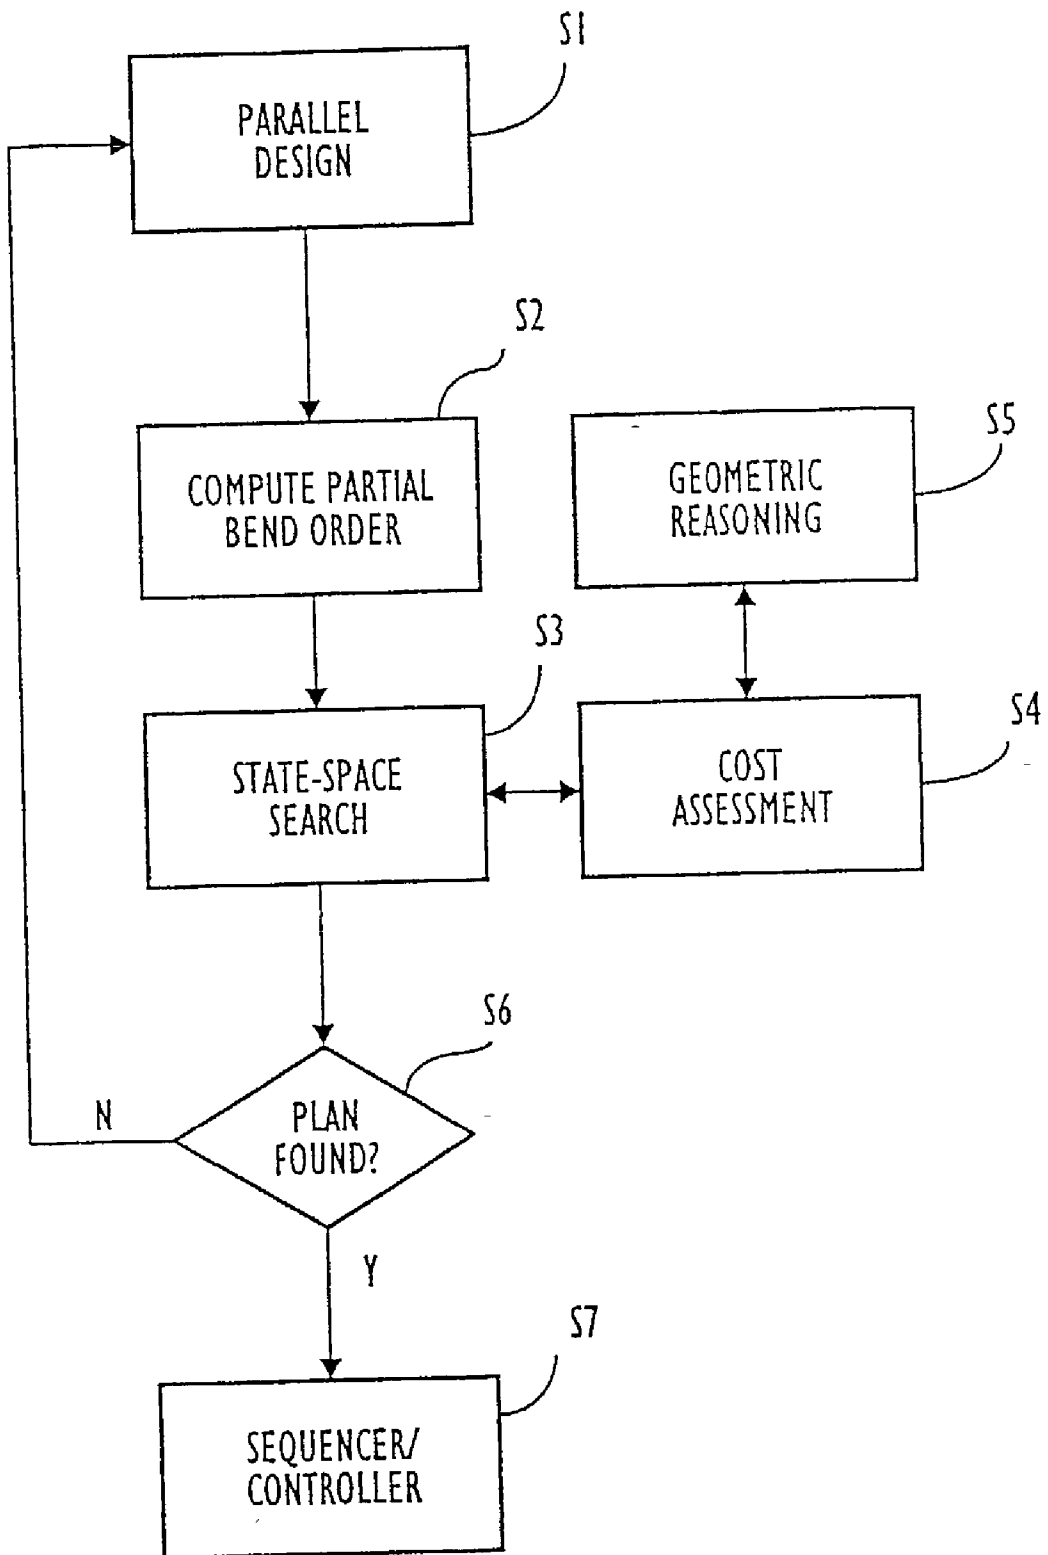 S1
PARALLEL
DESIGN
S2
COMPUTE PARTIAL
BEND ORDER
S5
GEOMETRIC
REASONING
S3
STATE-SPACE
SEARCH
S4
COST
ASSESSMENT
S6
PLAN
FOUND?
N
Y
S7
SEQUENCER/
CONTROLLER